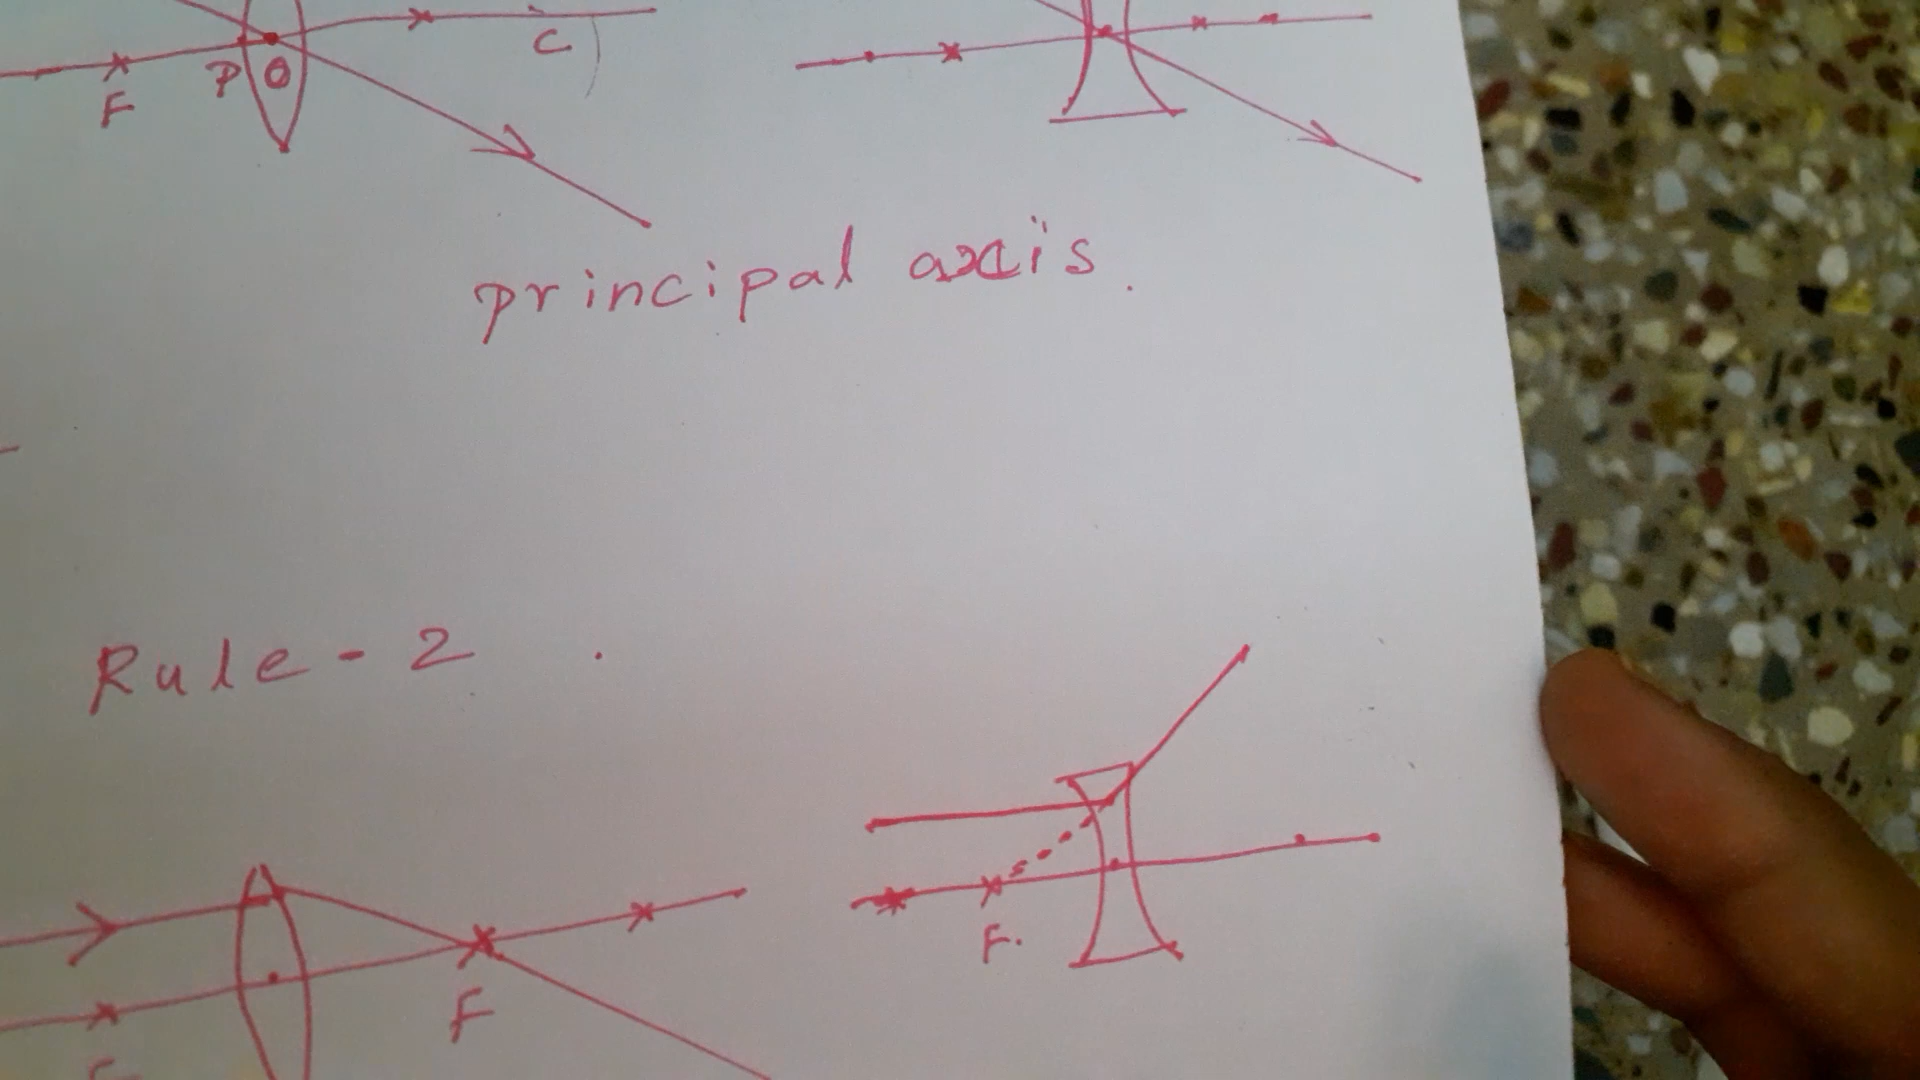 C
P O
F
principal axis.
Rule - 2
F.
F